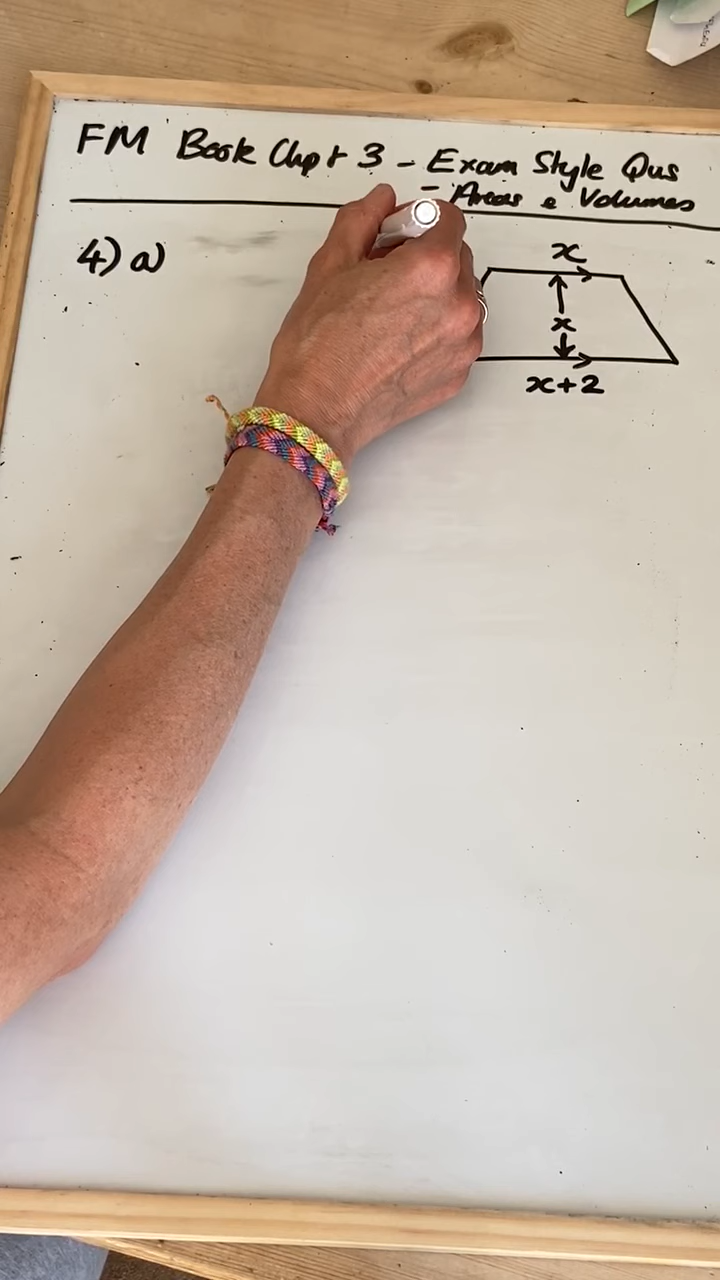 FM Book Chpt 3 - Exam Style Qus
- Areas e Volumes
4) a)
x
x
x+2